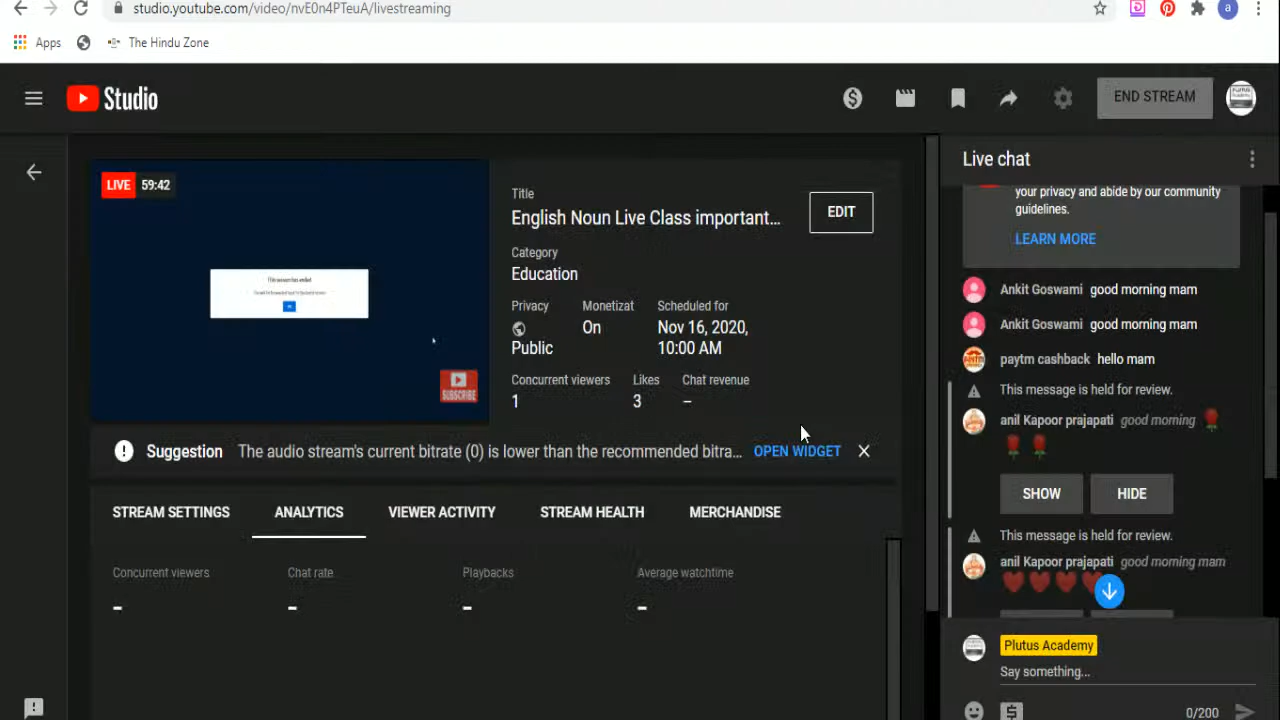 studio.youtube.com/video/nvE0n4PTeuA/livestreaming
a
Apps
The Hindu Zone
Studio
END STREAM
LIVE 59:42
This session has ended
SUBSCRIBE
Title
English Noun Live Class important...
EDIT
Category
Education
Privacy
Monetizat
Scheduled for
Public
On
Nov 16, 2020,
10:00 AM
Concurrent viewers
Likes
Chat revenue
1
3
–
Suggestion
The audio stream's current bitrate (0) is lower than the recommended bitra...
OPEN WIDGET
STREAM SETTINGS
ANALYTICS
VIEWER ACTIVITY
STREAM HEALTH
MERCHANDISE
Concurrent viewers
Chat rate
Playbacks
Average watchtime
-
-
-
-
Live chat
your privacy and abide by our community
guidelines.
LEARN MORE
Ankit Goswami good morning mam
Ankit Goswami good morning mam
paytm cashback hello mam
This message is held for review.
anil Kapoor prajapati good morning
SHOW
HIDE
This message is held for review.
anil Kapoor prajapati good morning mam
Plutus Academy
Say something...
0/200